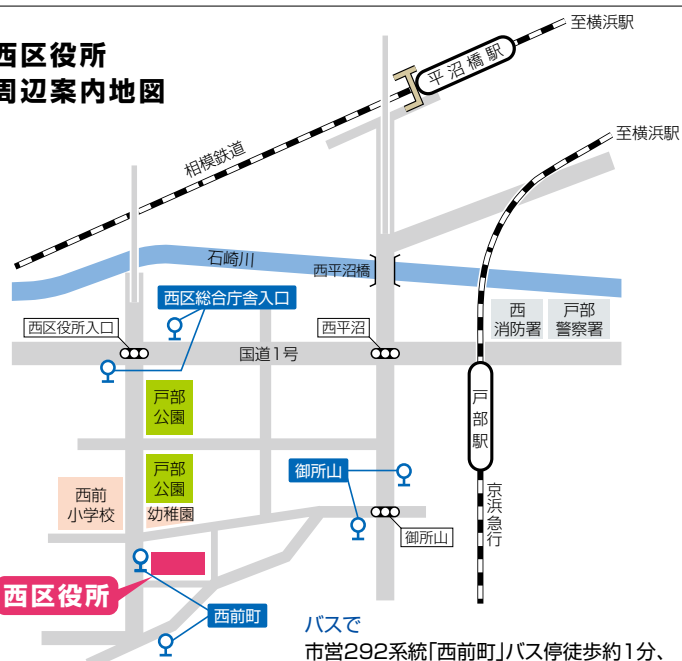 西区役所
周辺案内地図
至横浜駅
平沼橋駅
至横浜駅
相模鉄道
石崎川
西平沼橋
西区総合庁舎入口
西
消防署
戸部
警察署
西区役所入口
西平沼
国道1号
戸部
公園
戸部駅
戸部
公園
西前
小学校
幼稚園
御所山
京浜急行
御所山
西区役所
西前町
バスで
市営292系統「西前町」バス停徒歩約1分、